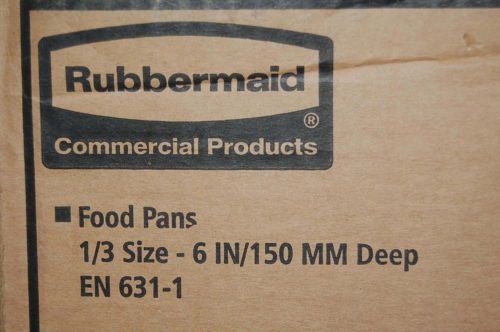 Rubbermaid
®
Commercial Products
■ Food Pans
1/3 Size - 6 IN/150 MM Deep
EN 631-1